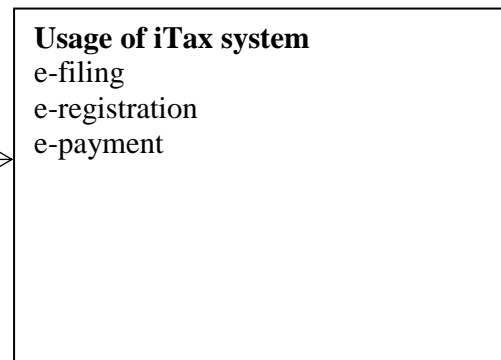 Usage of iTax system
e-filing
e-registration
e-payment